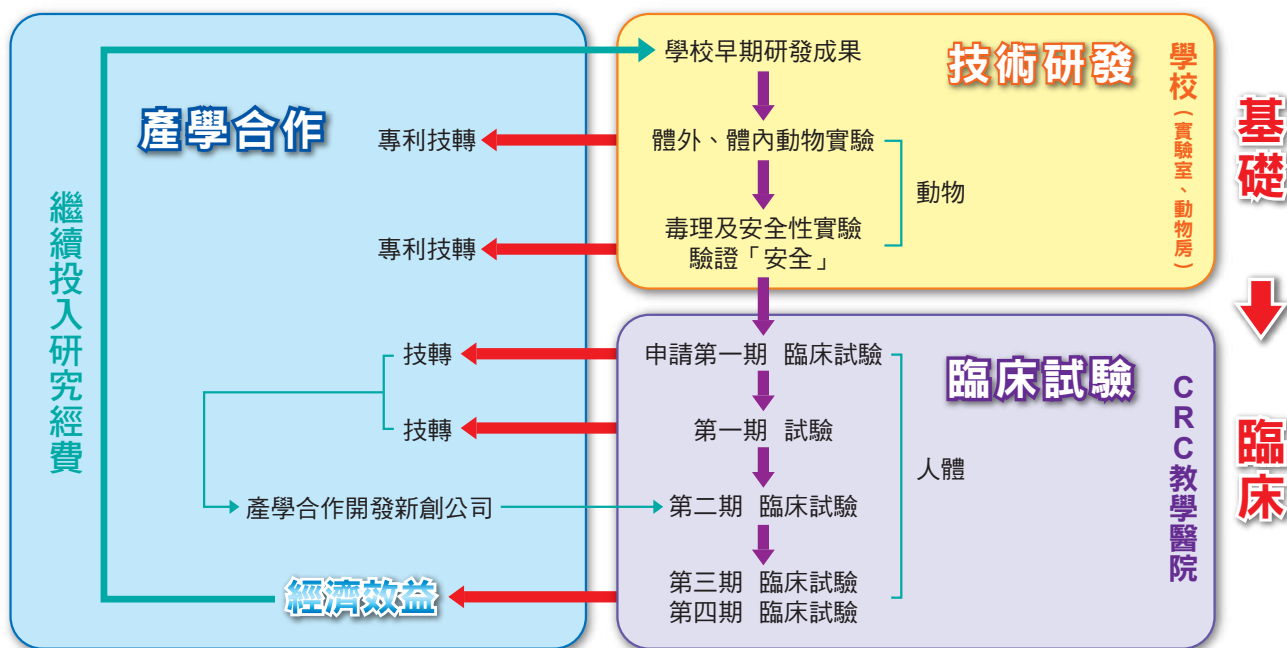 產學合作
繼續投入研究經費
專利技轉
專利技轉
技轉
技轉
產學合作開發新創公司
經濟效益
技術研發
學校(實驗室、動物房)
學校早期研發成果
體外、體內動物實驗
毒理及安全性實驗
驗證「安全」
動物
臨床試驗
CRC教學醫院
申請第一期 臨床試驗
第一期 試驗
第二期 臨床試驗
第三期 臨床試驗
第四期 臨床試驗
人體
基礎
臨床